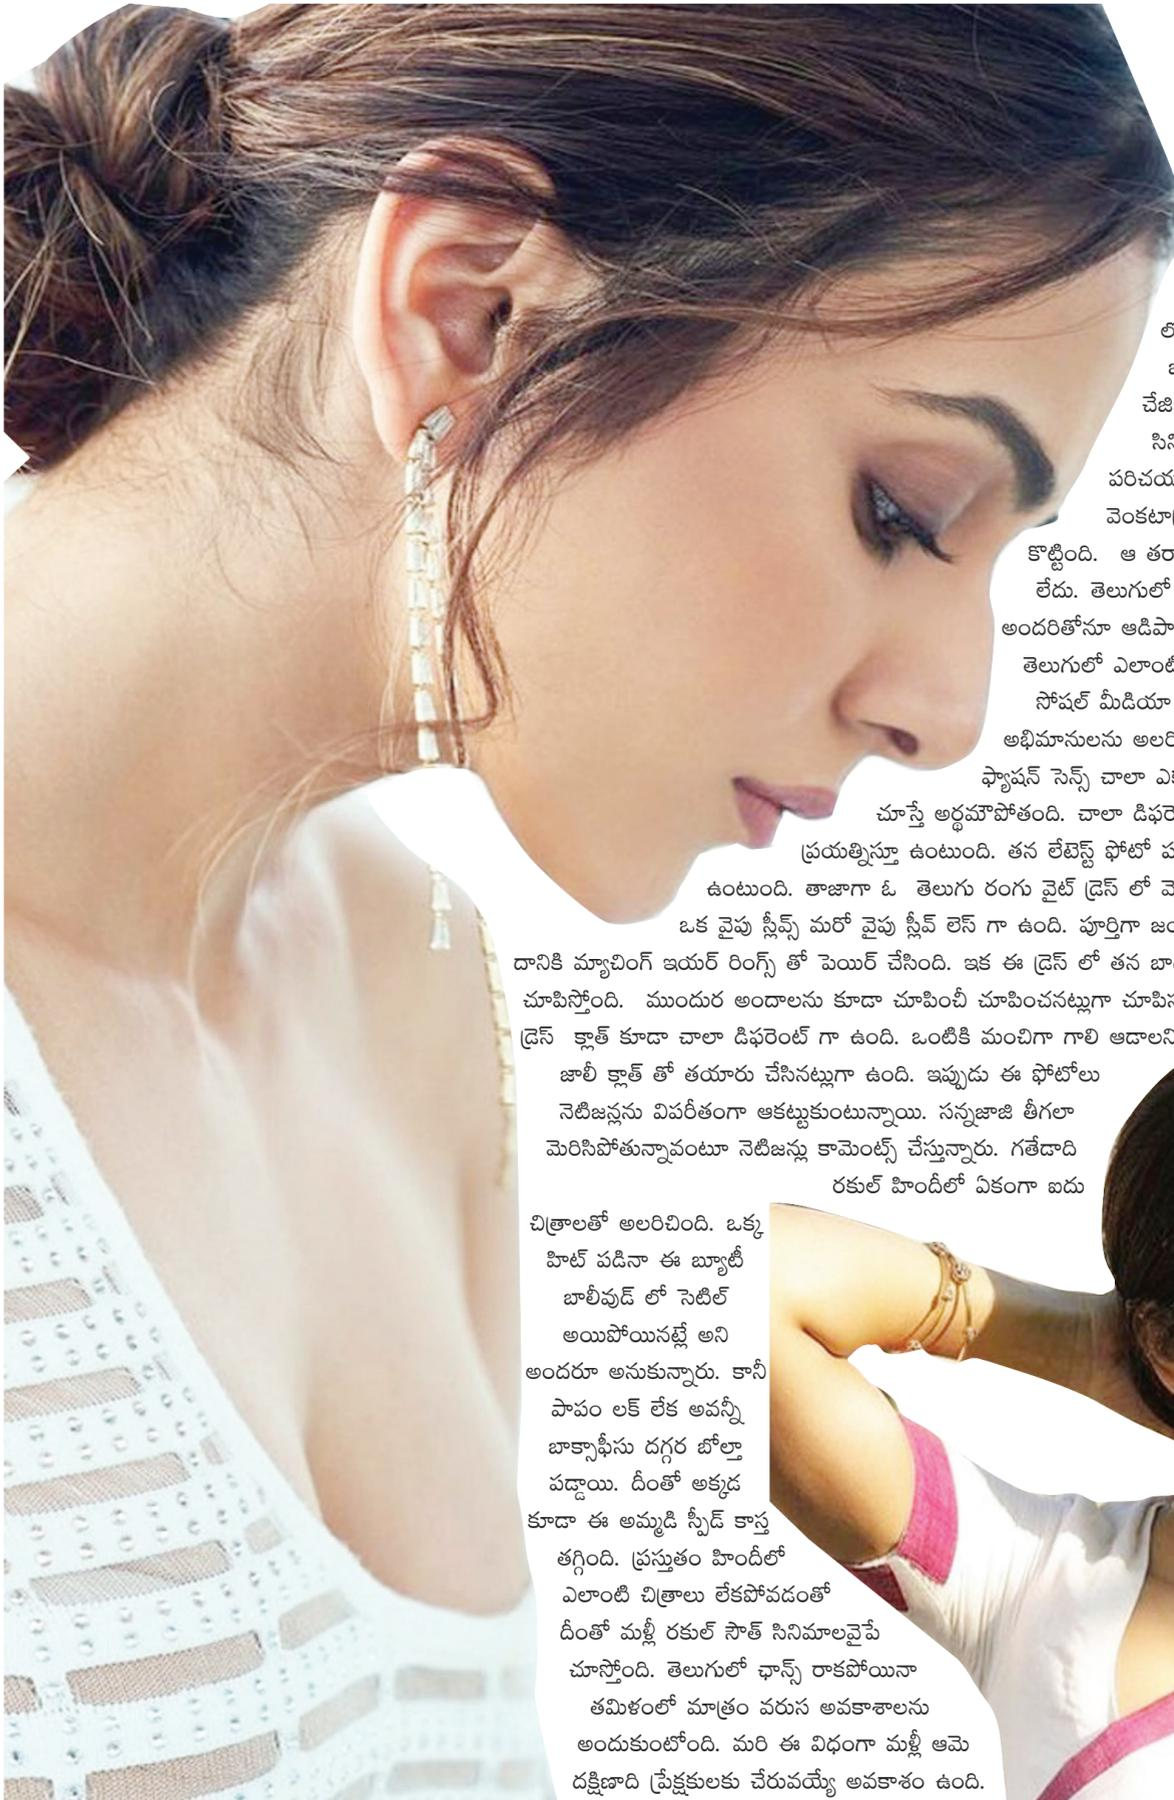 చేజి
పరిచయ
వెంకటా
కొట్టింది. ఆ తరా
లేదు. తెలుగులో
అందరితోనూ ఆడిపా
తెలుగులో ఎలాంటి
సోషల్ మీడియా
అభిమానులను అలరి
ఫ్యాషన్ సెన్స్ చాలా ఎక
చూస్తే అర్థమౌపోతంది. చాలా డిఫరె
ప్రయత్నిస్తూ ఉంటుంది. తన లేటెస్ట్ ఫోటో ప
ఉంటుంది. తాజాగా ఓ తెలుగు రంగు వైట్ డ్రెస్ లో మె
ఒక వైపు స్లీవ్స్ మరో వైపు స్లీవ్ లెస్ గా ఉంది. పూర్తిగా జం
దానికి మ్యాచింగ్ ఇయర్ రింగ్స్ తో పెయిర్ చేసింది. ఇక ఈ డ్రెస్ లో తన బా
చూపిస్తోంది. ముందుర అందాలను కూడా చూపించీ చూపించనట్లుగా చూపిస
డ్రెస్ క్లాత్ కూడా చాలా డిఫరెంట్ గా ఉంది. ఒంటికి మంచిగా గాలి ఆడాలని
జాలీ క్లాత్ తో తయారు చేసినట్లుగా ఉంది. ఇప్పుడు ఈ ఫోటోలు
నెటిజన్లను విపరీతంగా ఆకట్టుకుంటున్నాయి. సన్నజాజి తీగలా
మెరిసిపోతున్నావంటూ నెటిజన్లు కామెంట్స్ చేస్తున్నారు. గతేడాది
రకుల్ హిందీలో ఏకంగా ఐదు
చిత్రాలతో అలరిచింది. ఒక్క
హిట్ పడినా ఈ బ్యూటీ
బాలీవుడ్ లో సెటిల్
అయిపోయినట్లే అని
అందరూ అనుకున్నారు. కానీ
పాపం లక్ లేక అవన్నీ
బాక్సాఫీసు దగ్గర బోల్తా
పడ్డాయి. దీంతో అక్కడ
కూడా ఈ అమ్మడి స్పీడ్ కాస్త
తగ్గింది. ప్రస్తుతం హిందీలో
ఎలాంటి చిత్రాలు లేకపోవడంతో
దీంతో మళ్లీ రకుల్ సౌత్ సినిమాలవైపే
చూస్తోంది. తెలుగులో ఛాన్స్ రాకపోయినా
తమిళంలో మాత్రం వరుస అవకాశాలను
అందుకుంటోంది. మరి ఈ విధంగా మళ్లీ ఆమె
దక్షిణాది ప్రేక్షకులకు చేరువయ్యే అవకాశం ఉంది.